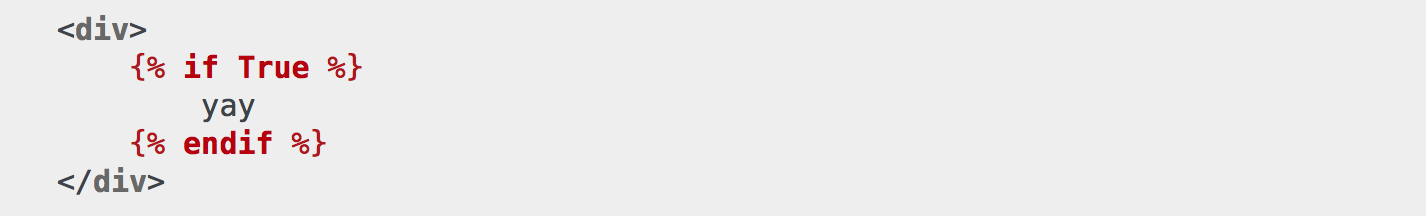 <div>
    {% if True %}
        yay
    {% endif %}
</div>